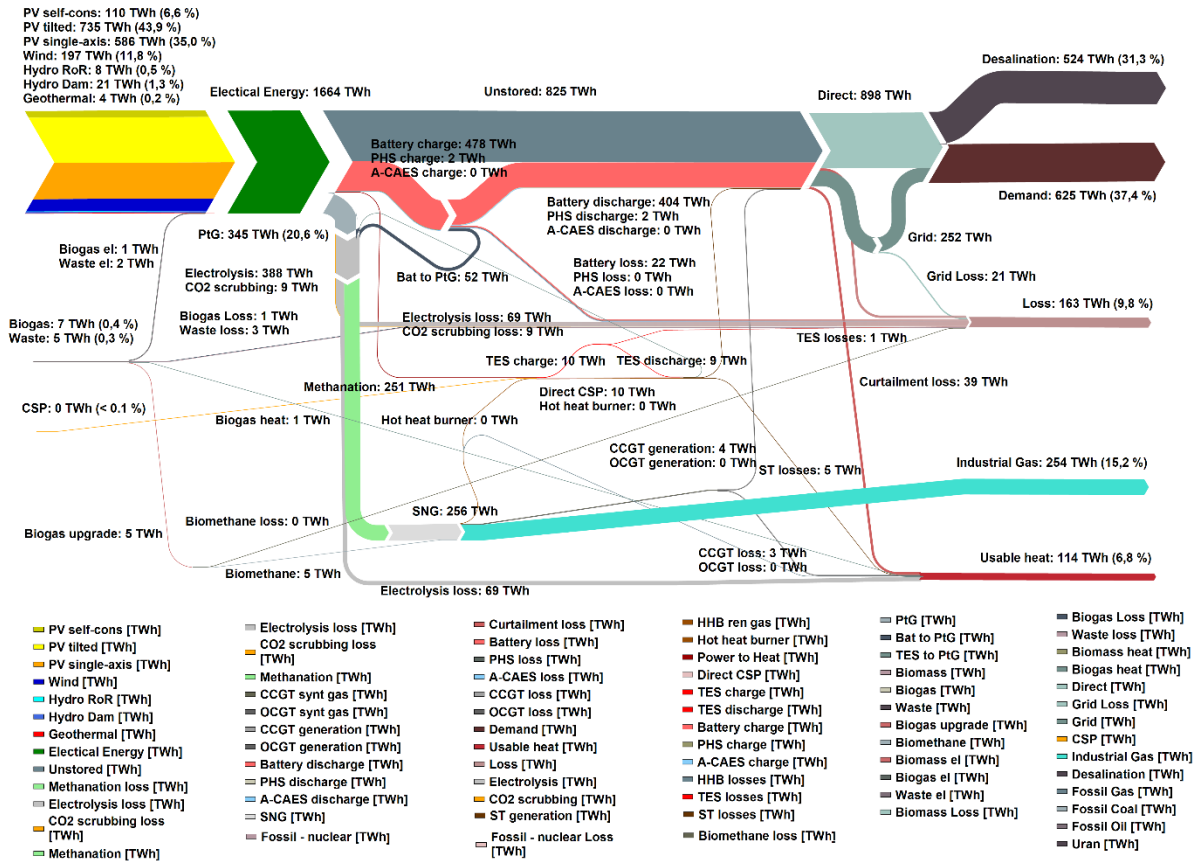 PV self-cons: 110 TWh (6,6 %)
PV tilted: 735 TWh (43,9 %)
PV single-axis: 586 TWh (35,0 %)
Wind: 197 TWh (11,8 %)
Hydro RoR: 8 TWh (0,5 %)
Hydro Dam: 21 TWh (1,3 %)
Geothermal: 4 TWh (0,2 %)
Electical Energy: 1664 TWh
Unstored: 825 TWh
Direct: 898 TWh
Desalination: 524 TWh (31,3 %)
Battery charge: 478 TWh
PHS charge: 2 TWh
A-CAES charge: 0 TWh
Battery discharge: 404 TWh
PHS discharge: 2 TWh
A-CAES discharge: 0 TWh
Demand: 625 TWh (37,4 %)
PtG: 345 TWh (20,6 %)
Grid: 252 TWh
Biogas el: 1 TWh
Waste el: 2 TWh
Electrolysis: 388 TWh
CO2 scrubbing: 9 TWh
Bat to PtG: 52 TWh
Battery loss: 22 TWh
PHS loss: 0 TWh
A-CAES loss: 0 TWh
Grid Loss: 21 TWh
Loss: 163 TWh (9,8 %)
Biogas: 7 TWh (0,4 %)
Waste: 5 TWh (0,3 %)
Biogas Loss: 1 TWh
Waste loss: 3 TWh
Electrolysis loss: 69 TWh
CO2 scrubbing loss: 9 TWh
TES losses: 1 TWh
TES charge: 10 TWh
TES discharge: 9 TWh
Curtailment loss: 39 TWh
Methanation: 251 TWh
Direct CSP: 10 TWh
Hot heat burner: 0 TWh
CSP: 0 TWh (< 0.1 %)
Biogas heat: 1 TWh
Hot heat burner: 0 TWh
CCGT generation: 4 TWh
OCGT generation: 0 TWh
ST losses: 5 TWh
Industrial Gas: 254 TWh (15,2 %)
SNG: 256 TWh
Biomethane loss: 0 TWh
Biogas upgrade: 5 TWh
CCGT loss: 3 TWh
OCGT loss: 0 TWh
Usable heat: 114 TWh (6,8 %)
Biomethane: 5 TWh
Electrolysis loss: 69 TWh
PV self-cons [TWh]
PV tilted [TWh]
PV single-axis [TWh]
Wind [TWh]
Hydro RoR [TWh]
Hydro Dam [TWh]
Geothermal [TWh]
Electical Energy [TWh]
Unstored [TWh]
Methanation loss [TWh]
Electrolysis loss [TWh]
CO2 scrubbing loss
[TWh]
Methanation [TWh]
Electrolysis loss [TWh]
CO2 scrubbing loss
[TWh]
Methanation [TWh]
CCGT synt gas [TWh]
OCGT synt gas [TWh]
CCGT generation [TWh]
OCGT generation [TWh]
Battery discharge [TWh]
PHS discharge [TWh]
A-CAES discharge [TWh]
SNG [TWh]
Fossil - nuclear [TWh]
Curtailment loss [TWh]
Battery loss [TWh]
PHS loss [TWh]
A-CAES loss [TWh]
CCGT loss [TWh]
OCGT loss [TWh]
Demand [TWh]
Usable heat [TWh]
Loss [TWh]
Electrolysis [TWh]
CO2 scrubbing [TWh]
ST generation [TWh]
Fossil - nuclear Loss
[TWh]
HHB ren gas [TWh]
Hot heat burner [TWh]
Power to Heat [TWh]
Direct CSP [TWh]
TES charge [TWh]
TES discharge [TWh]
Battery charge [TWh]
PHS charge [TWh]
A-CAES charge [TWh]
HHB losses [TWh]
TES losses [TWh]
ST losses [TWh]
Biomethane loss [TWh]
PtG [TWh]
Bat to PtG [TWh]
TES to PtG [TWh]
Biomass [TWh]
Biogas [TWh]
Waste [TWh]
Biogas upgrade [TWh]
Biomethane [TWh]
Biomass el [TWh]
Biogas el [TWh]
Waste el [TWh]
Biomass Loss [TWh]
Biogas Loss [TWh]
Waste loss [TWh]
Biomass heat [TWh]
Biogas heat [TWh]
Direct [TWh]
Grid Loss [TWh]
Grid [TWh]
CSP [TWh]
Industrial Gas [TWh]
Desalination [TWh]
Fossil Gas [TWh]
Fossil Coal [TWh]
Fossil Oil [TWh]
Uran [TWh]